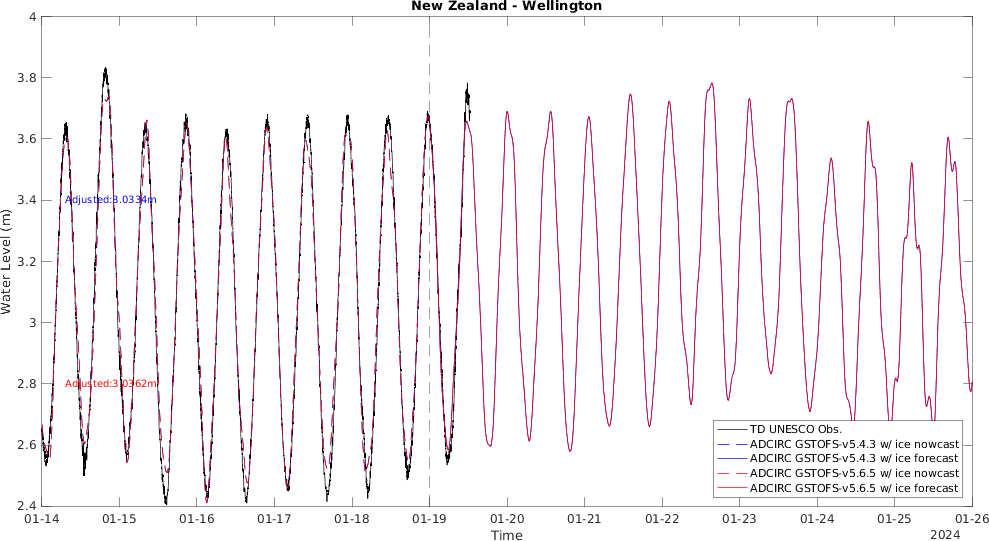 New Zealand - Wellington
4
3.8
3.6
3.4
3.2
3
2.8
2.6
2.4
Water Level (m)
Adjusted:3.0334m
Adjusted:3.0362m
TD UNESCO Obs.
ADCIRC GSTOFS-v5.4.3 w/ ice nowcast
ADCIRC GSTOFS-v5.4.3 w/ ice forecast
ADCIRC GSTOFS-v5.6.5 w/ ice nowcast
ADCIRC GSTOFS-v5.6.5 w/ ice forecast
01-14 01-15 01-16 01-17 01-18 01-19 01-20 01-21 01-22 01-23 01-24 01-25 01-26
Time
2024